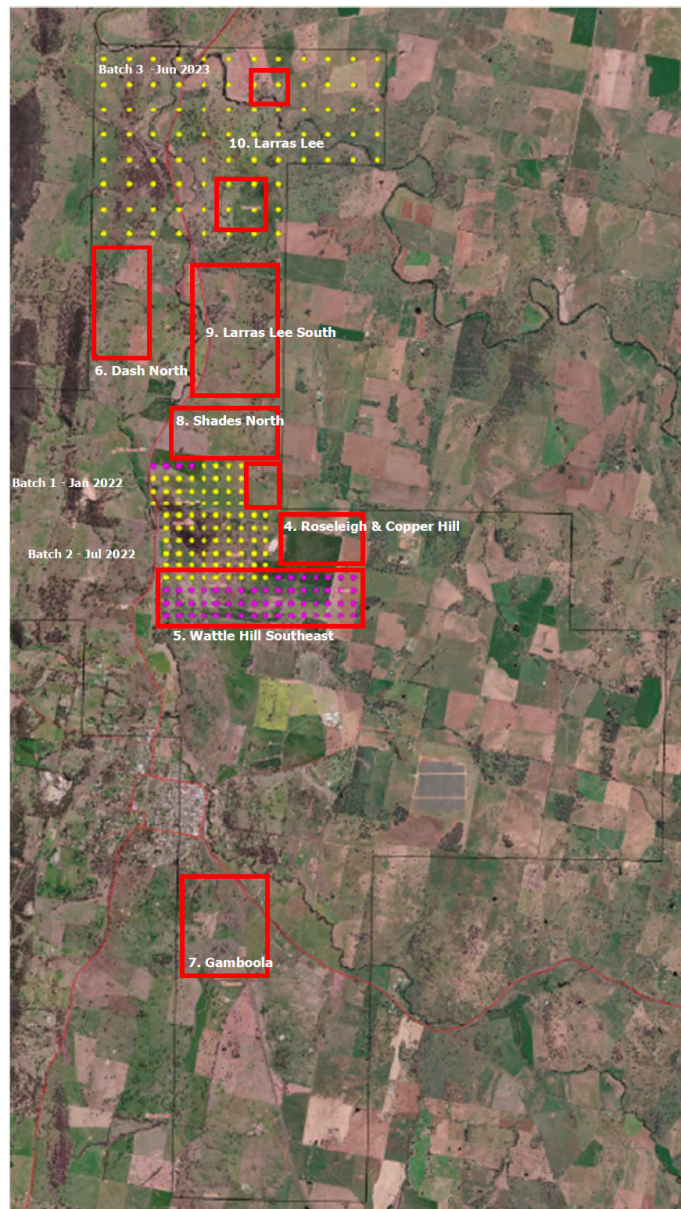 Batch 3 -Jun 2023
10. Larras Lee
9. Larras Lee South
6. Dash North
8. Shades North
Batch 1 - Jan 2022
4. Roseleigh & Copper Hill
Batch 2 - Jul 2022
5. Wattle Hill Southeast
7. Gamboola